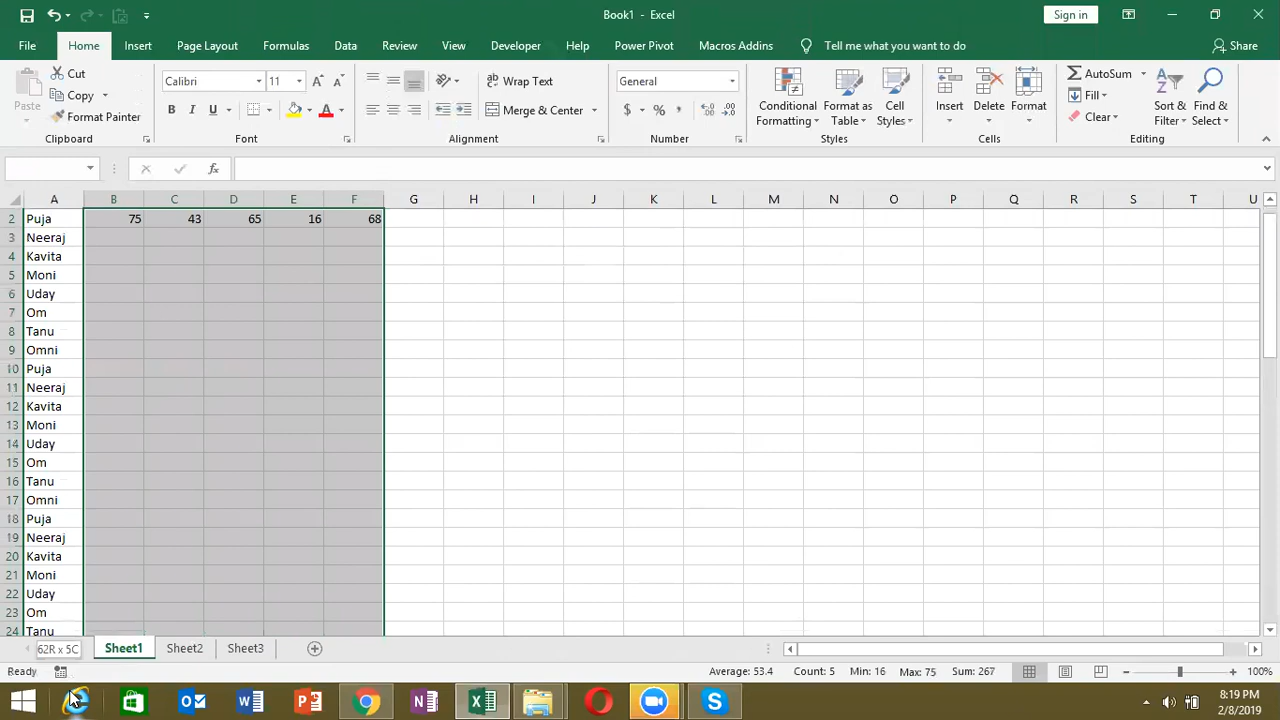 Book1 - Excel
Sign in
File Home Insert Page Layout Formulas Data Review View Developer Help Power Pivot Macros Addins Tell me what you want to do Share
Paste
Cut
Copy
Format Painter
Calibri 11
B I U
Wrap Text
Merge & Center
General
$ % ,
Conditional Formatting
Format as Table
Cell Styles
Insert
Delete
Format
AutoSum
Fill
Clear
Sort & Filter
Find & Select
Clipboard Font Alignment Number Styles Cells Editing
A B C D E F G H I J K L M N O P Q R S T U
2 Puja 75 43 65 16 68
3 Neeraj
4 Kavita
5 Moni
6 Uday
7 Om
8 Tanu
9 Omni
10 Puja
11 Neeraj
12 Kavita
13 Moni
14 Uday
15 Om
16 Tanu
17 Omni
18 Puja
19 Neeraj
20 Kavita
21 Moni
22 Uday
23 Om
24 Tanu
62R x 5C Sheet1 Sheet2 Sheet3
Ready Average: 53.4 Count: 5 Min: 16 Max: 75 Sum: 267 100%
8:19 PM
2/8/2019